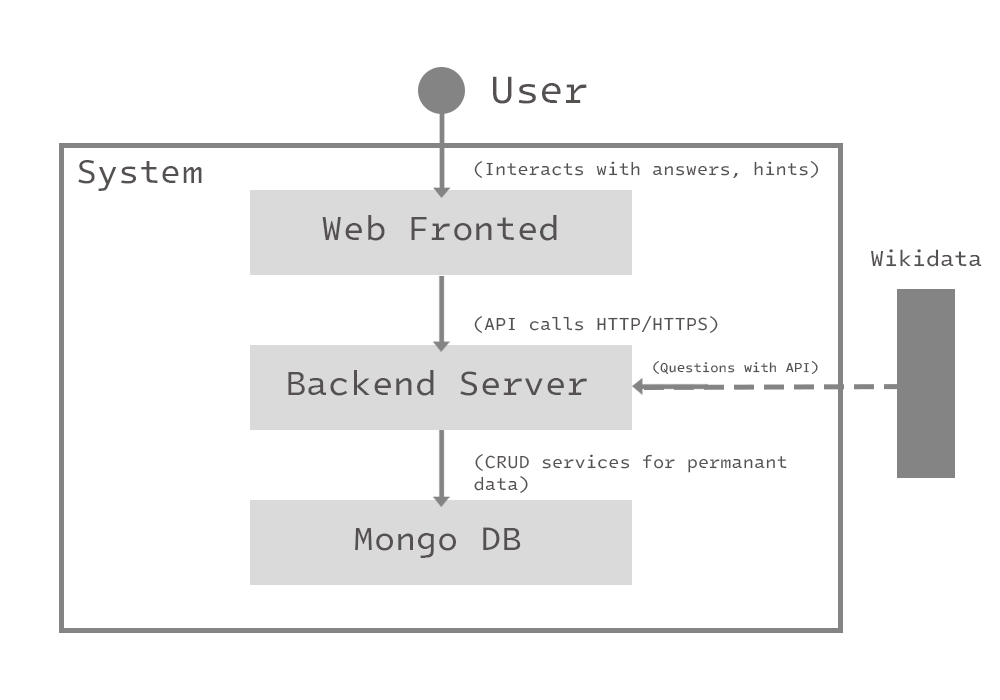 User
System
(Interacts with answers, hints)
Web Fronted
Wikidata
(API calls HTTP/HTTPS)
(Questions with API)
Backend Server
(CRUD services for permanant
data)
Mongo DB